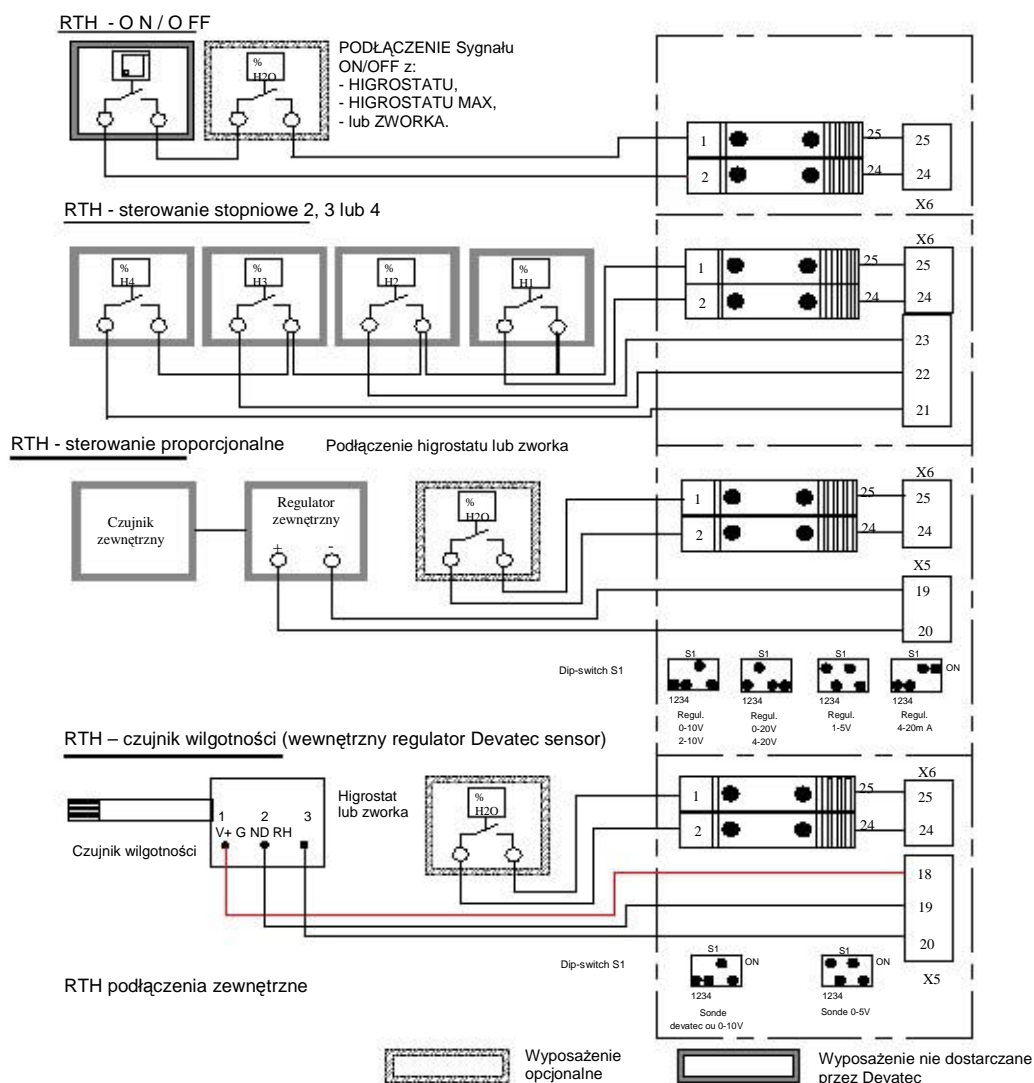 RTH - O N / O FF
%
H2O
PODŁĄCZENIE Sygnału
ON/OFF z:
- HIGROSTATU,
- HIGROSTATU MAX,
- lub ZWORKA.
1
2
25
24
25
24
X6
RTH - sterowanie stopniowe 2, 3 lub 4
%
H4
%
H3
%
H2
%
H1
1
2
25
24
X6
25
24
23
22
21
RTH - sterowanie proporcjonalne
Podłączenie higrostatu lub zworka
Czujnik
zewnętrzny
Regulator
zewnętrzny
+ -
%
H2O
1
2
25
24
X6
25
24
X5
19
20
Dip-switch S1
S1
1234
Regul.
0-10V
2-10V
S1
1234
Regul.
0-20V
4-20V
S1
1234
Regul.
1-5V
S1
ON
1234
Regul.
4-20m A
RTH – czujnik wilgotności (wewnętrzny regulator Devatec sensor)
Czujnik wilgotności
1 2 3
V+ G ND RH
Higrostat
lub zworka
%
H2O
1
2
25
24
X6
25
24
18
19
20
X5
Dip-switch S1
S1
ON
1234
Sonde
devatec ou 0-10V
S1
ON
1234
Sonde 0-5V
RTH podłączenia zewnętrzne
Wyposażenie
opcjonalne
Wyposażenie nie dostarczane
przez Devatec